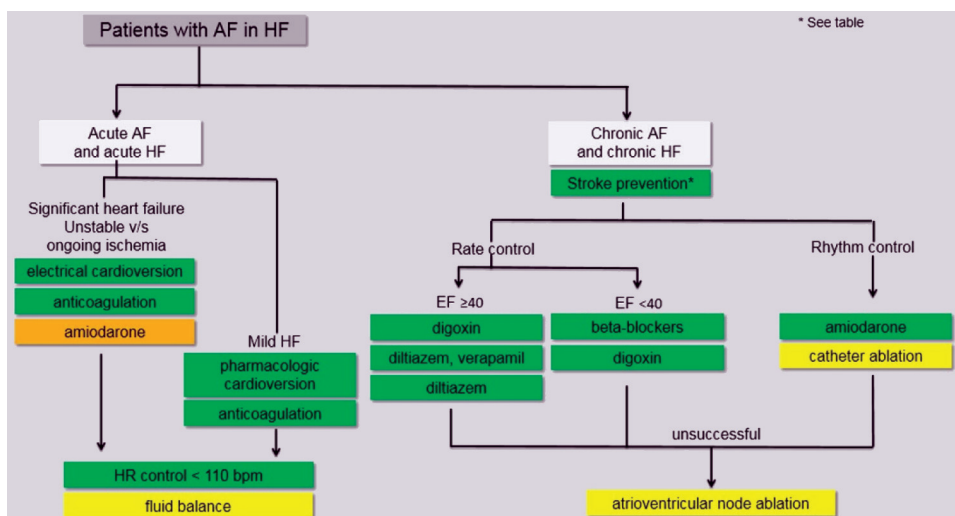 Patients with AF in HF
* See table
Acute AF
and acute HF
Chronic AF
and chronic HF
Stroke prevention*
Significant heart failure
Unstable v/s
ongoing ischemia
electrical cardioversion
anticoagulation
amiodarone
Mild HF
pharmacologic
cardioversion
anticoagulation
HR control < 110 bpm
fluid balance
Rate control
Rhythm control
EF ≥40
digoxin
diltiazem, verapamil
diltiazem
EF <40
beta-blockers
digoxin
amiodarone
catheter ablation
unsuccessful
atrioventricular node ablation